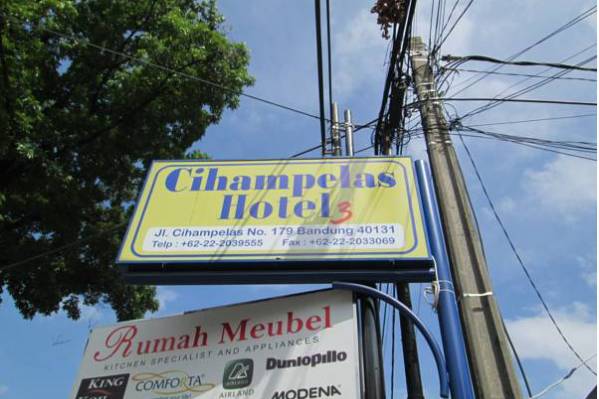 Cihampelas
Hotel 3
Jl. Cihampelas No. 179 Bandung 40131
Telp : +62-22-2039555 Fax : +62-22-2033069
Rumah Meubel
KITCHEN SPECIALIST AND APPLIANCES
KING
COMFORTA
AIRLAND
Dunlopillo
AIRLAND
MODENA